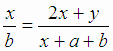 x/b = (2x + y)/(x + a + b)